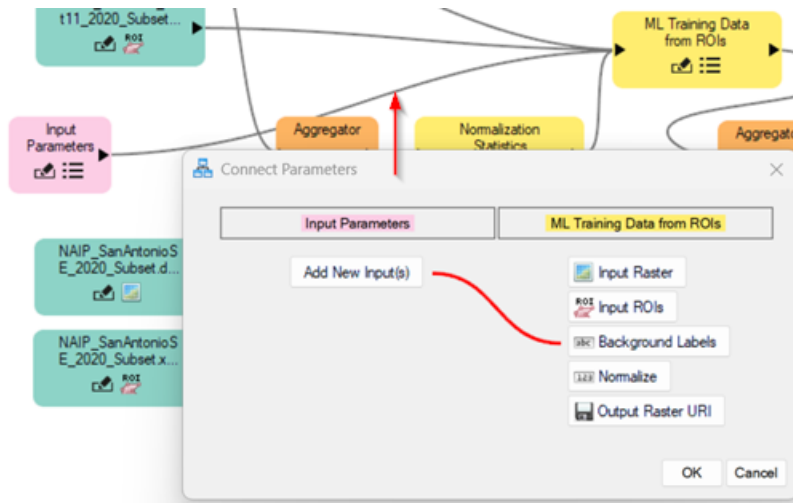 t11_2020_Subset...
ROI
ML Training Data
from ROIs
Input
Parameters
Aggregator
Normalization
Statistics
Aggregat
Connect Parameters
Input Parameters
ML Training Data from ROIs
Add New Input(s)
Input Raster
ROI
Input ROIs
abc
Background Labels
123
Normalize
Output Raster URI
OK
Cancel
NAIP_SanAntonioS
E_2020_Subset.d...
NAIP_SanAntonioS
E_2020_Subset.x...
ROI